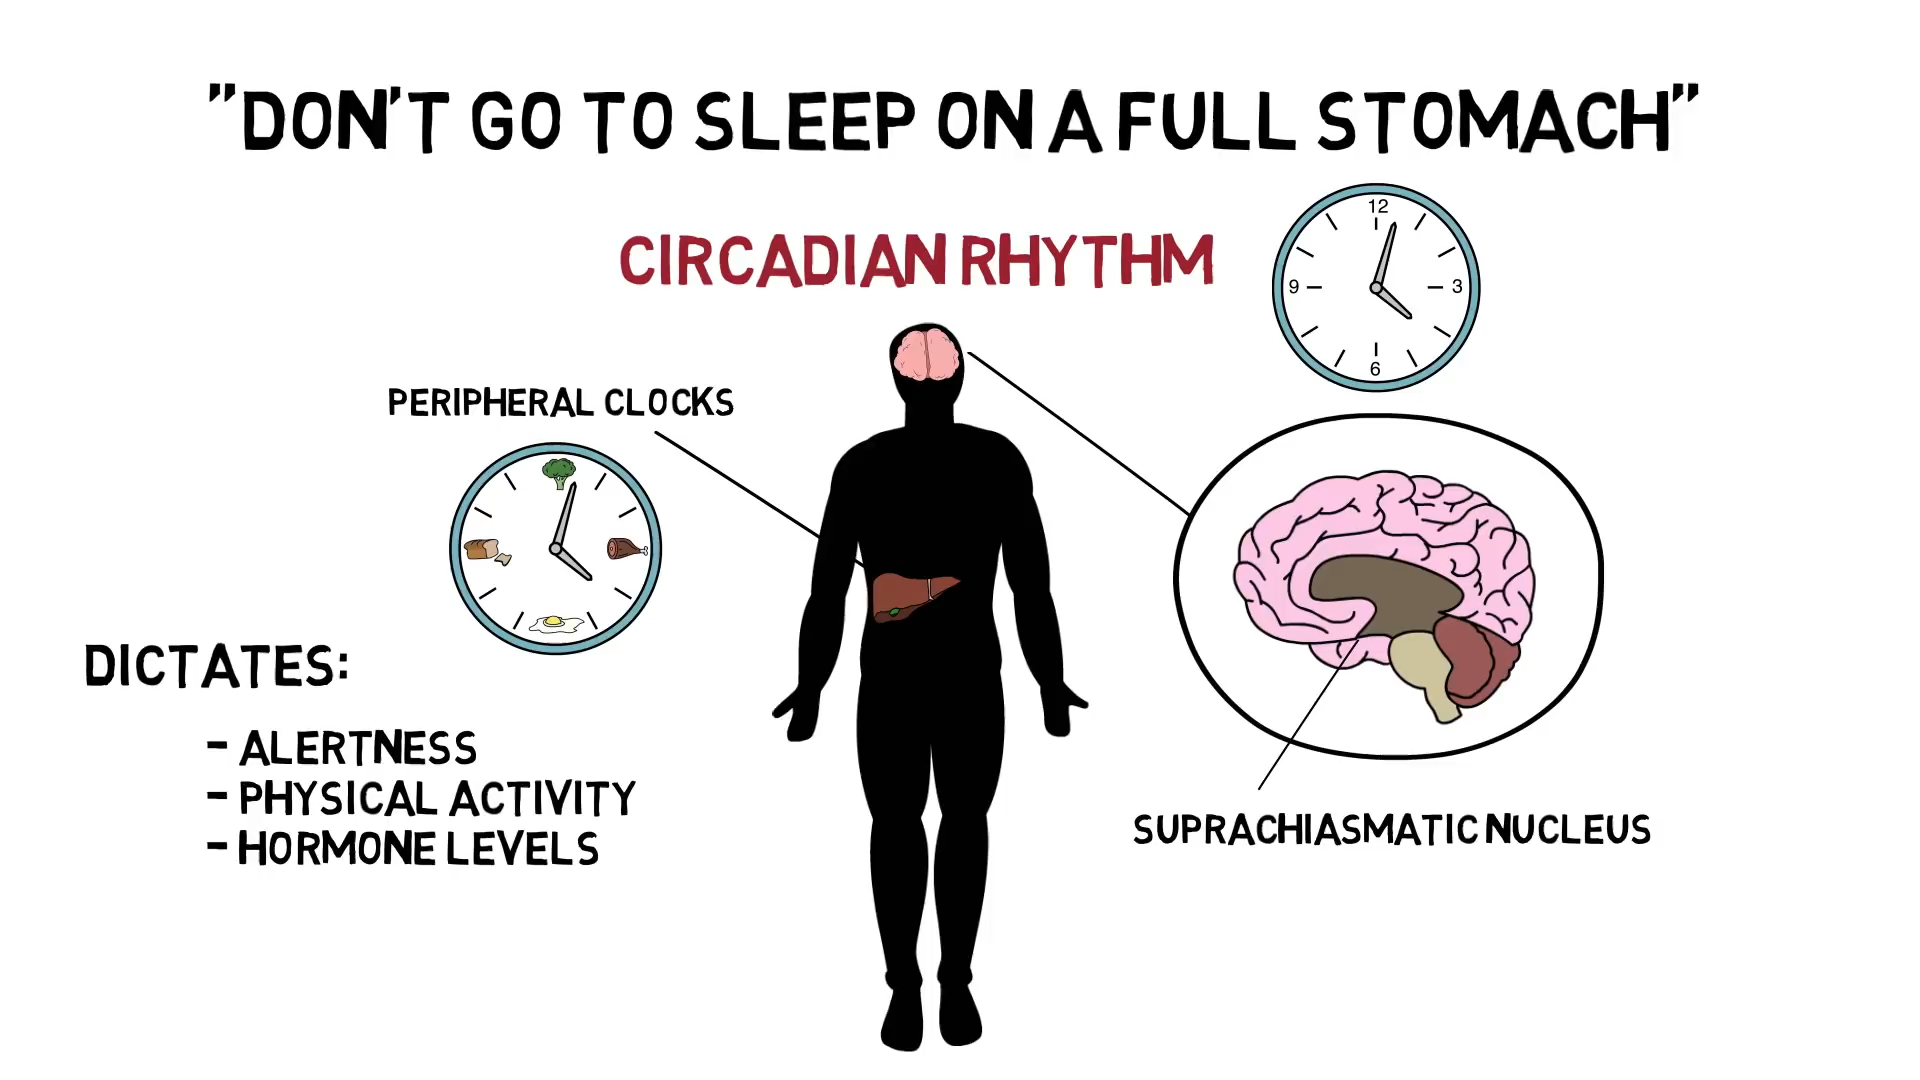 "DON'T GO TO SLEEP ON A FULL STOMACH"
CIRCADIAN RHYTHM
12
9
3
6
PERIPHERAL CLOCKS
DICTATES:
- ALERTNESS
- PHYSICAL ACTIVITY
- HORMONE LEVELS
SUPRACHIASMATIC NUCLEUS